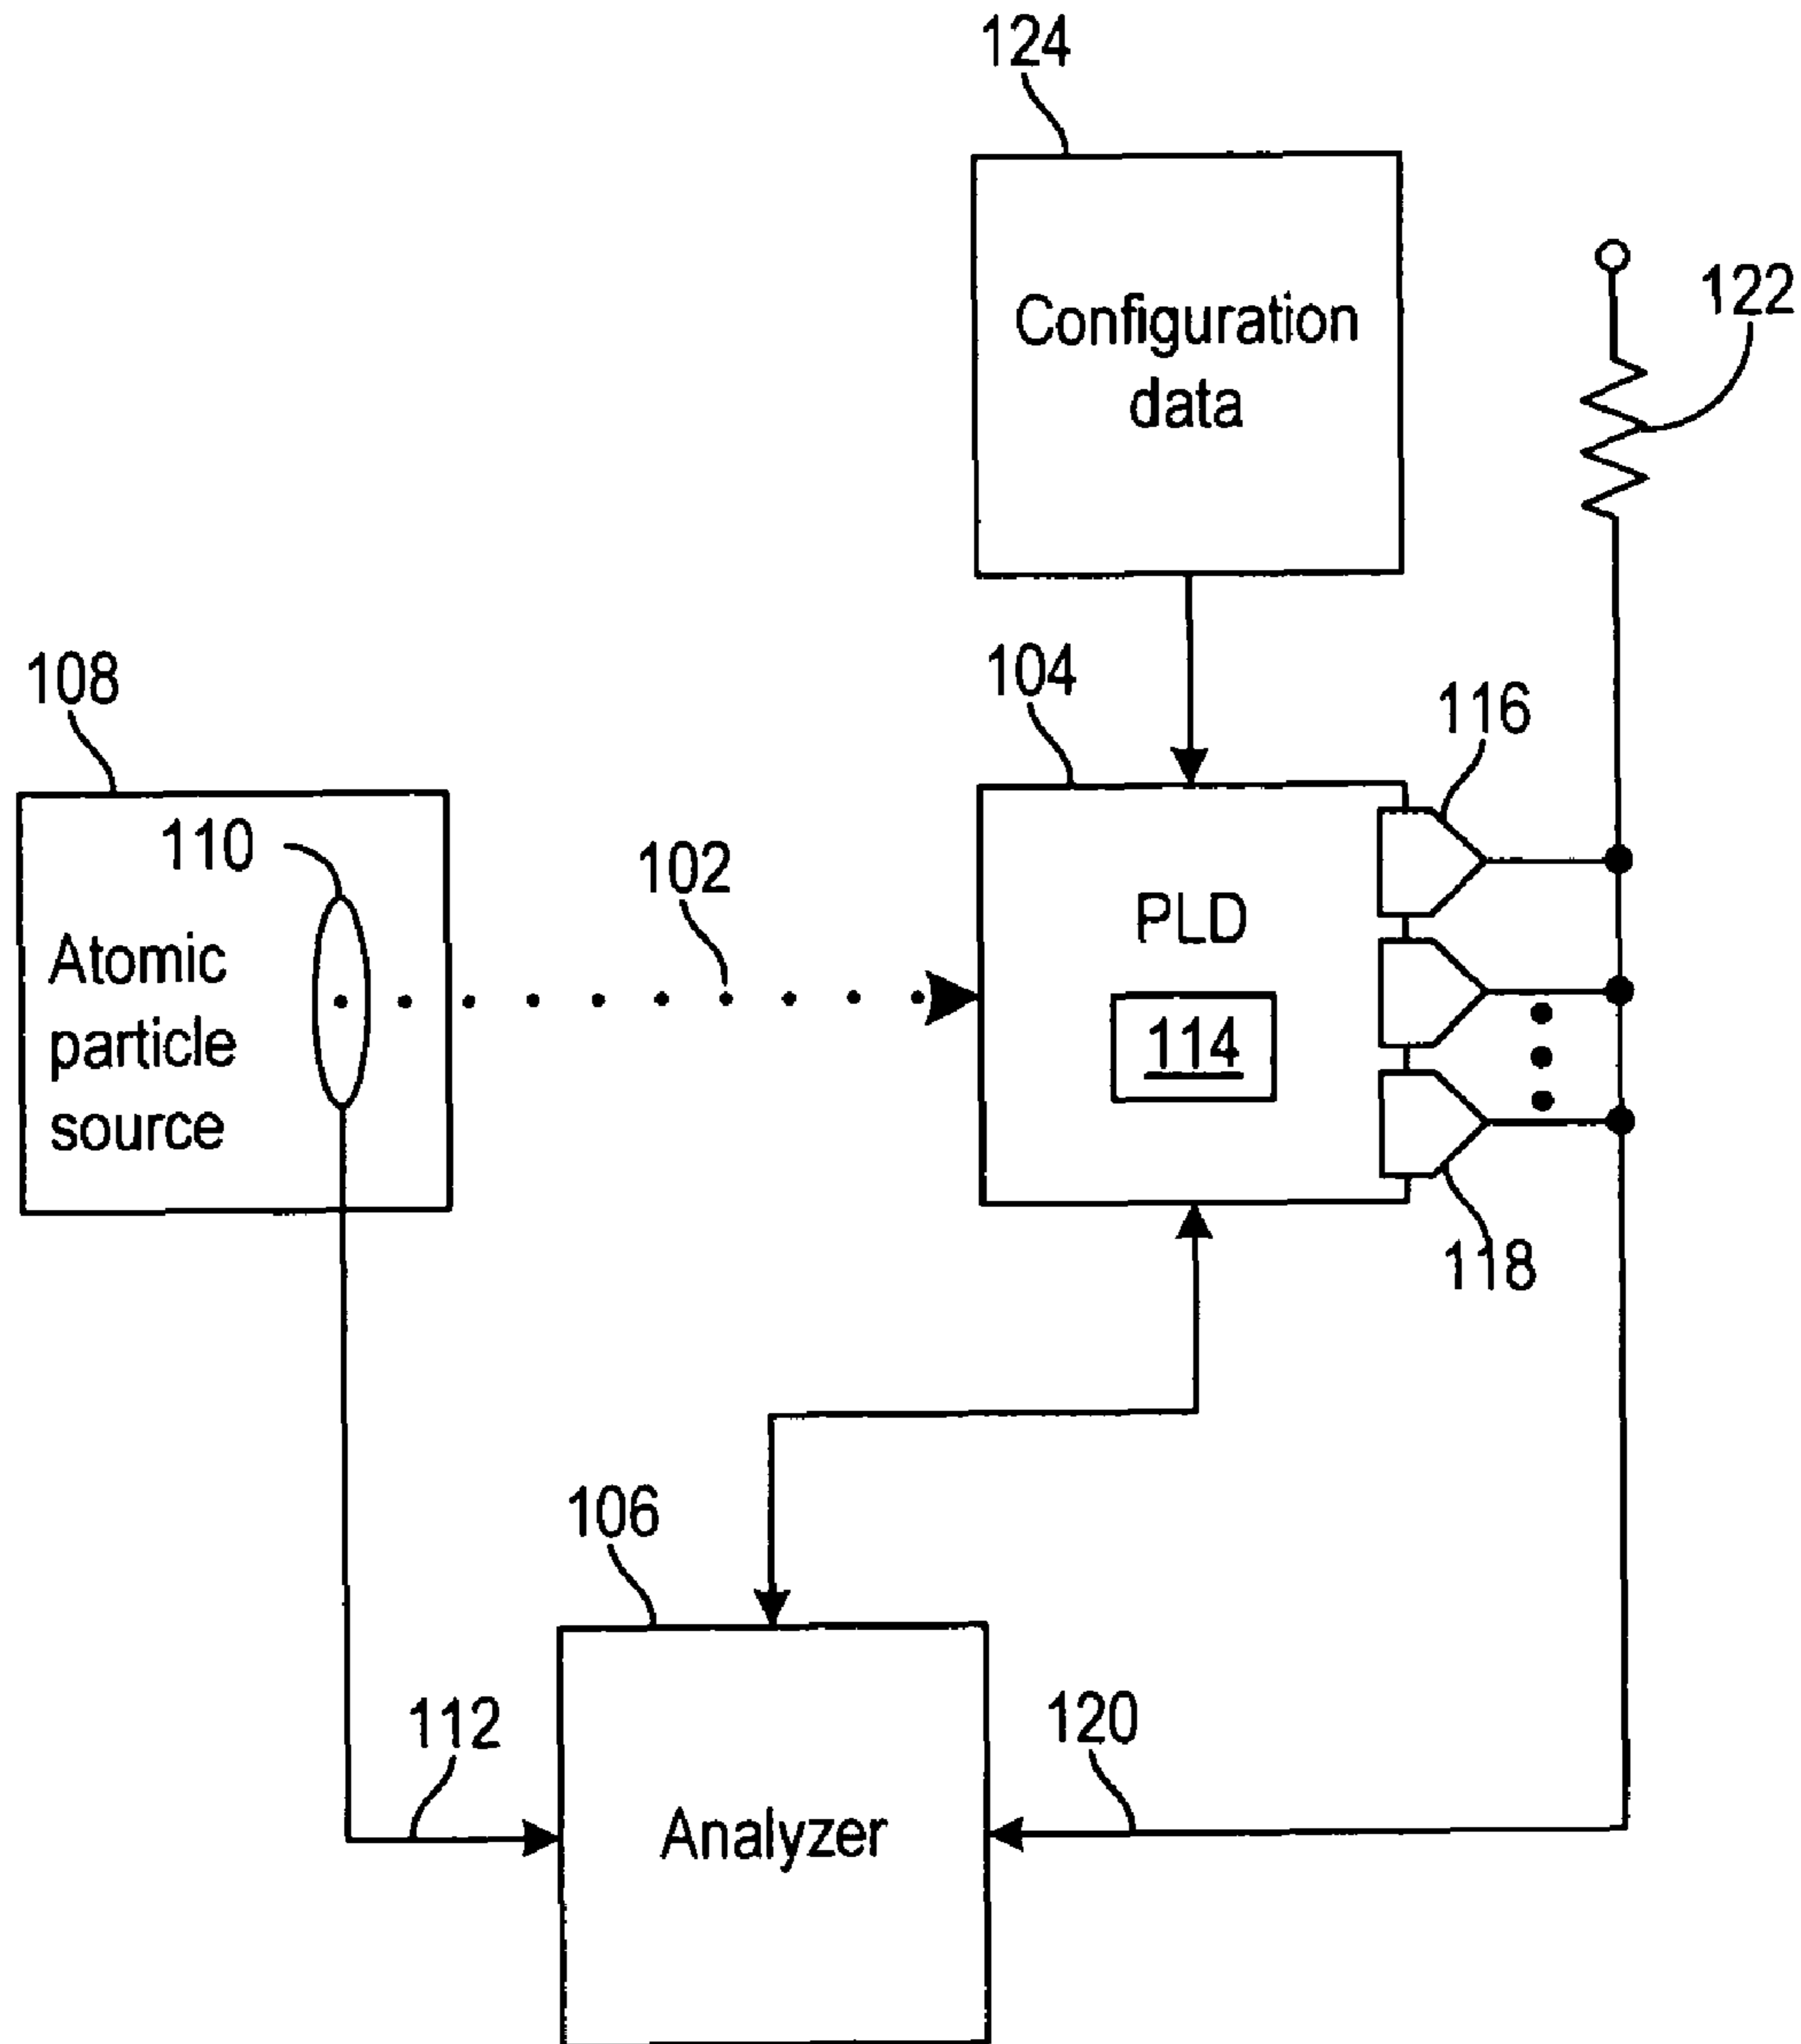 124
Configuration
data
122
108
104
116
110
102
Atomic
particle
source
PLD
114
118
106
112
120
Analyzer